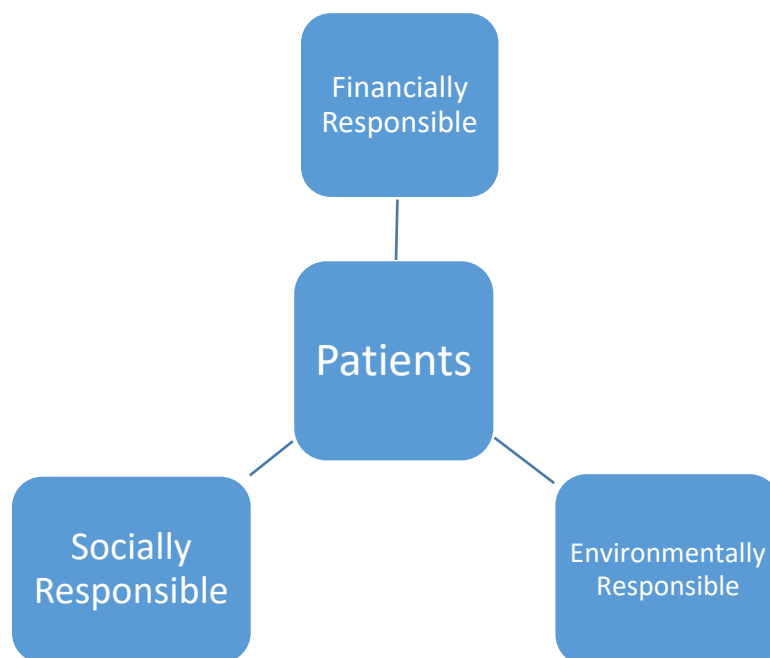 Financially
Responsible
Patients
Socially
Responsible
Environmentally
Responsible